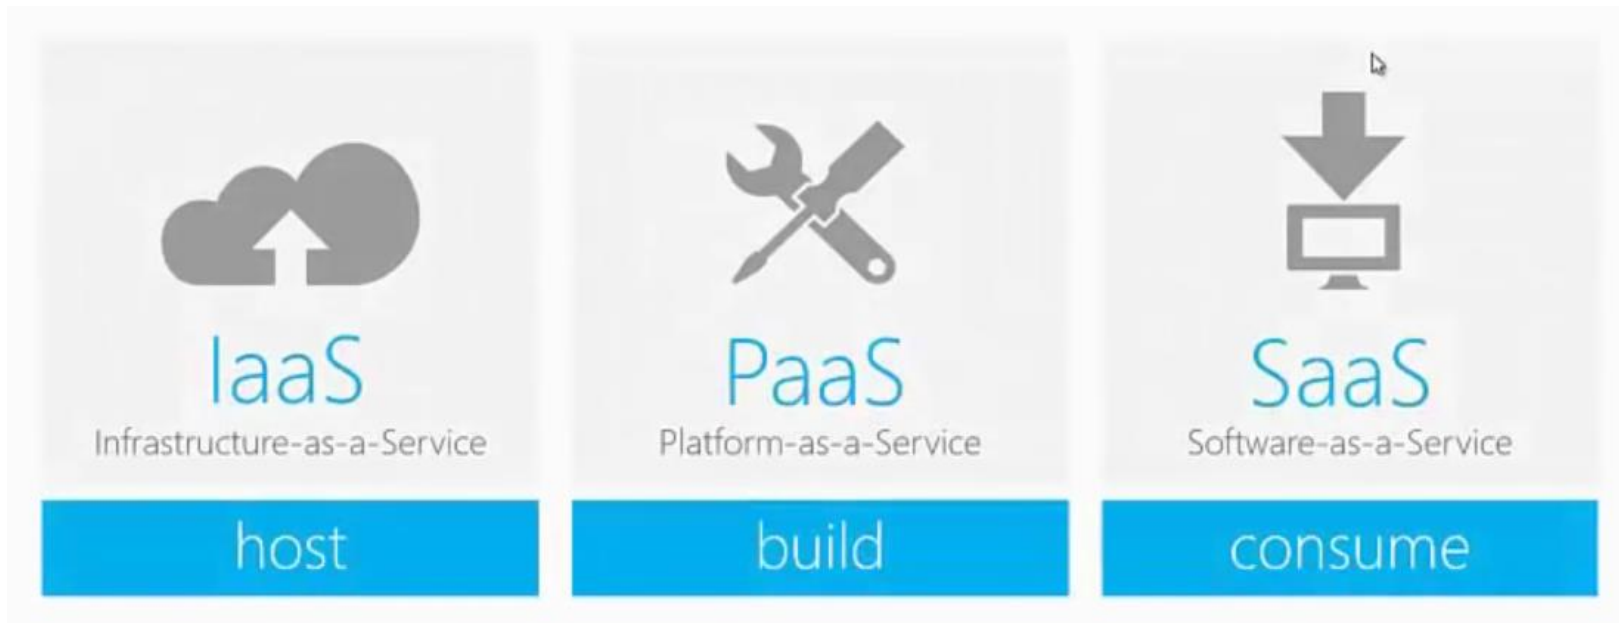 IaaS
Infrastructure-as-a-Service
host
PaaS
Platform-as-a-Service
build
SaaS
Software-as-a-Service
consume